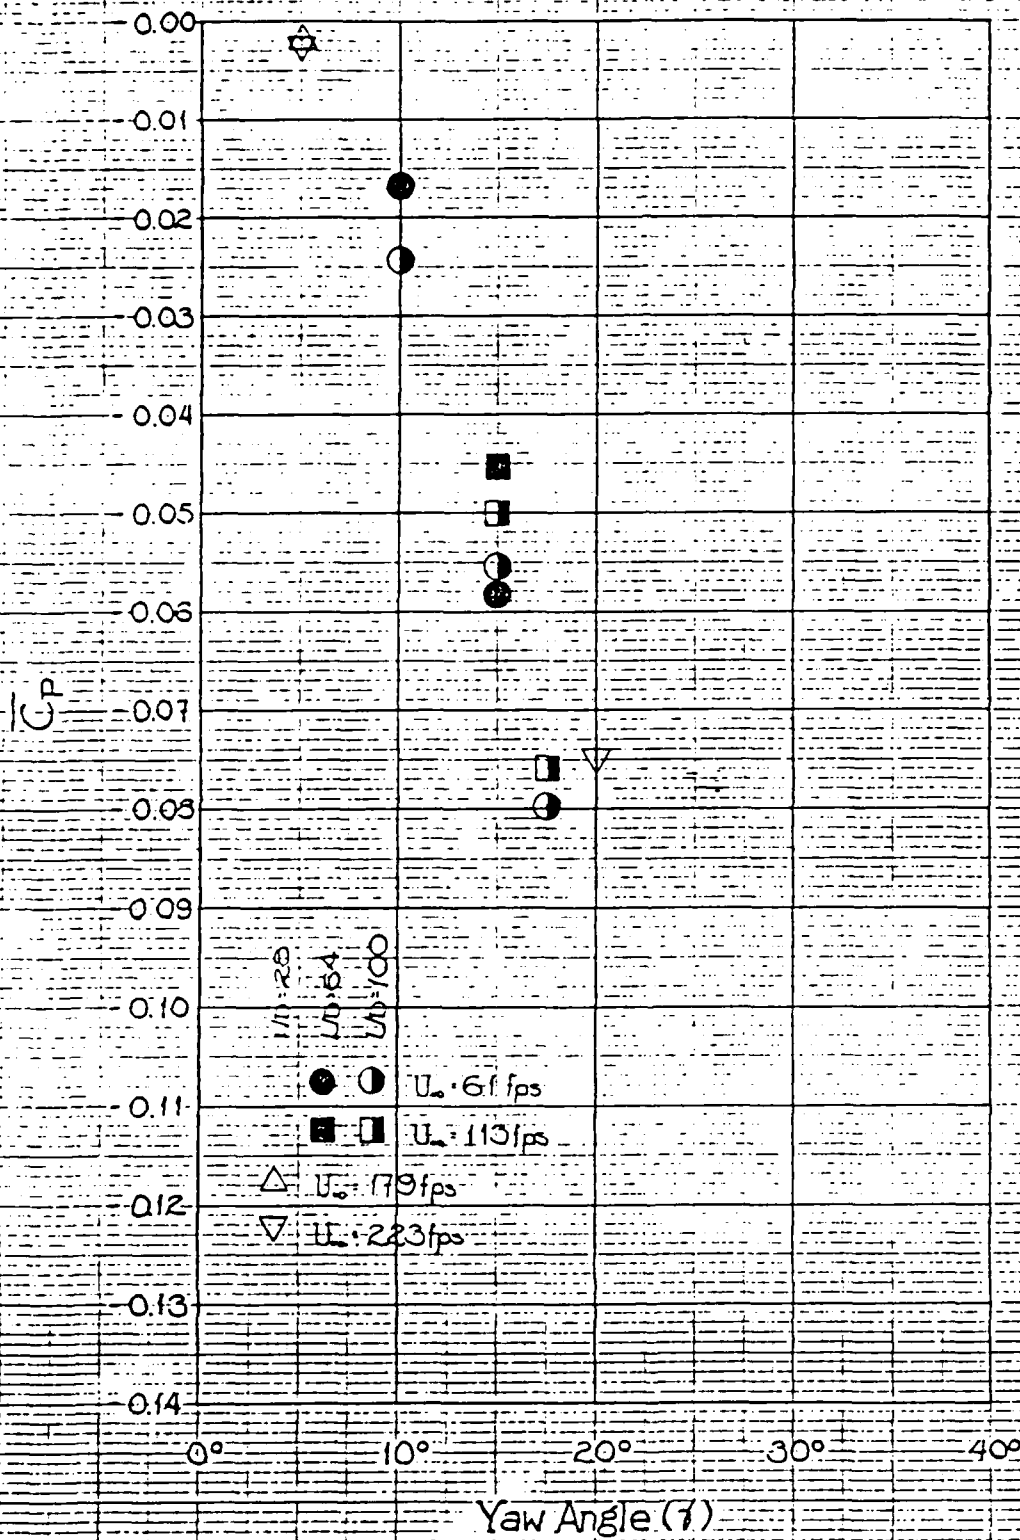 0.00
0.01
0.02
0.03
0.04
0.05
0.06
0.07
0.08
0.09
0.10
0.11
0.12
0.13
0.14
C̅p
L/D=28
L/D=64
L/D=100
U∞=61 fps
U∞=113 fps
U∞=179 fps
U∞=223 fps
0° 10° 20° 30° 40°
Yaw Angle (γ)